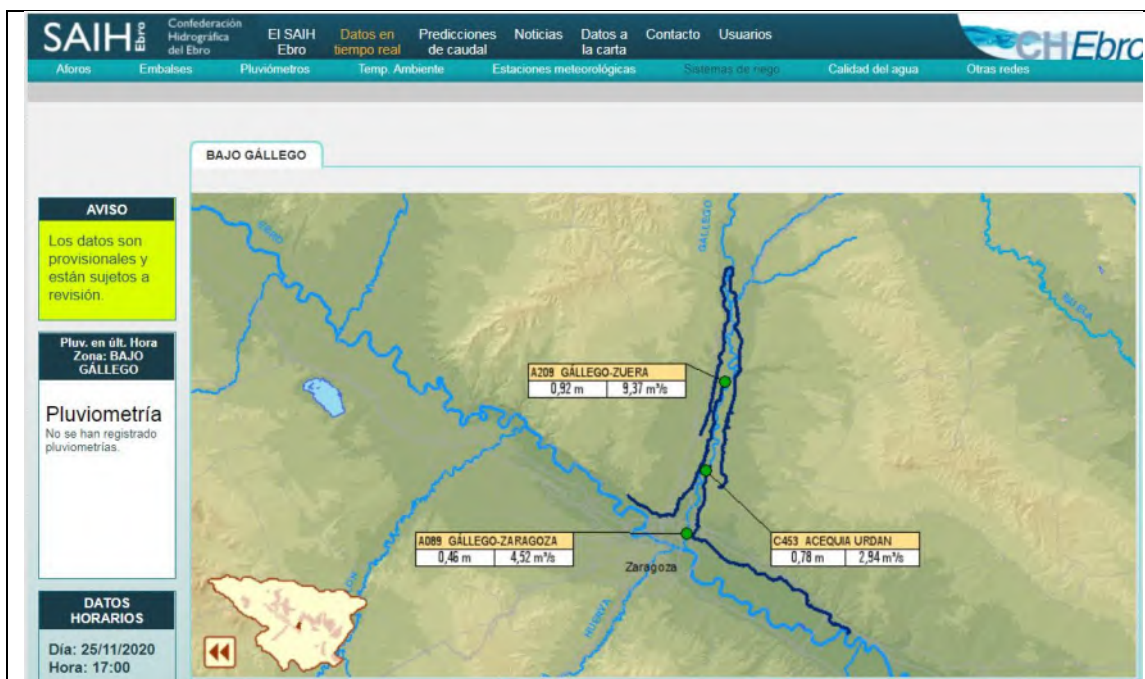 SAIH Ebro
Confederación
Hidrográfica
del Ebro
El SAIH
Ebro
Datos en
tiempo real
Predicciones
de caudal
Noticias
Datos a
la carta
Contacto
Usuarios
CHEbro
Aforos Embalses Pluviómetros Temp. Ambiente Estaciones meteorológicas Sistemas de riego Calidad del agua Otras redes
BAJO GÁLLEGO
AVISO
Los datos son
provisionales y
están sujetos a
revisión.
Pluv. en últ. Hora
Zona: BAJO
GÁLLEGO
Pluviometría
No se han registrado
pluviometrías.
DATOS
HORARIOS
Día: 25/11/2020
Hora: 17:00
EBRO
GÁLLEGO
A209 GÁLLEGO-ZUERA
0,92 m 9,37 m³/s
A089 GÁLLEGO-ZARAGOZA
0,46 m 4,52 m³/s
C453 ACEQUIA URDAN
0,78 m 2,94 m³/s
Zaragoza
HUERVA